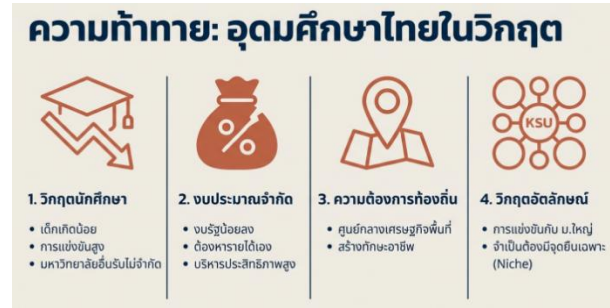 ความท้าทาย: อุดมศึกษาไทยในวิกฤต
%
KSU
1. วิกฤตนักศึกษา
• เด็กเกิดน้อย
• การแข่งขันสูง
• มหาวิทยาลัยอื่นรับไม่จำกัด
2. งบประมาณจำกัด
• งบรัฐน้อยลง
• ต้องหารายได้เอง
• บริหารประสิทธิภาพสูง
3. ความต้องการท้องถิ่น
• ศูนย์กลางเศรษฐกิจพื้นที่
• สร้างทักษะอาชีพ
4. วิกฤตอัตลักษณ์
• การแข่งขันกับ ม.ใหญ่
• จำเป็นต้องมีจุดยืนเฉพาะ
(Niche)